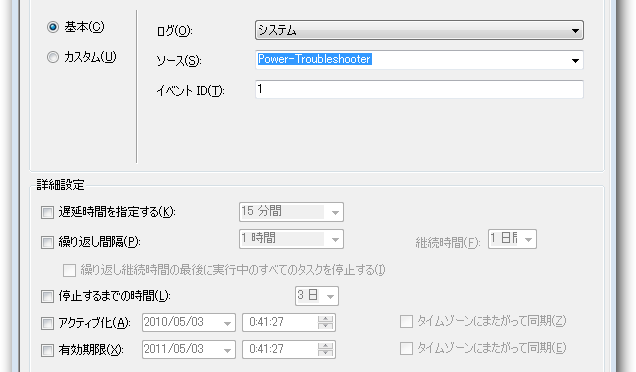 基本(C)
ログ(O): システム
カスタム(U)
ソース(S): Power-Troubleshooter
イベント ID(T): 1
詳細設定
遅延時間を指定する(K): 15 分間
繰り返し間隔(P): 1 時間 継続時間(F): 1 日間
繰り返し継続時間の最後に実行中のすべてのタスクを停止する(I)
停止するまでの時間(L): 3 日
アクティブ化(A): 2010/05/03 0:41:27 タイムゾーンにまたがって同期(Z)
有効期限(X): 2011/05/03 0:41:27 タイムゾーンにまたがって同期(E)